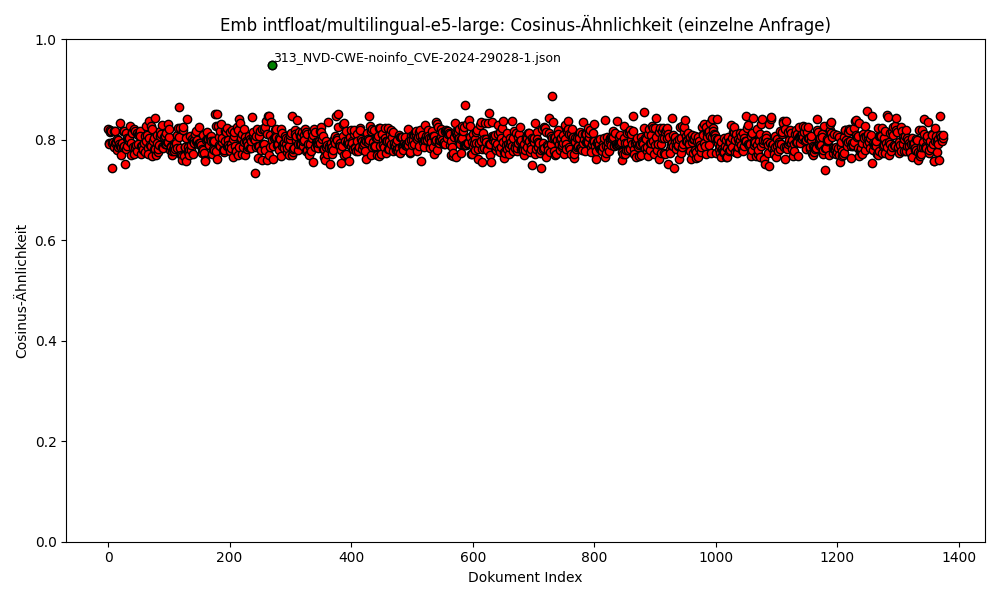 Emb intfloat/multilingual-e5-large: Cosinus-Ähnlichkeit (einzelne Anfrage)
313_NVD-CWE-noinfo_CVE-2024-29028-1.json
Cosinus-Ähnlichkeit
1.0
0.8
0.6
0.4
0.2
0.0
0 200 400 600 800 1000 1200 1400
Dokument Index